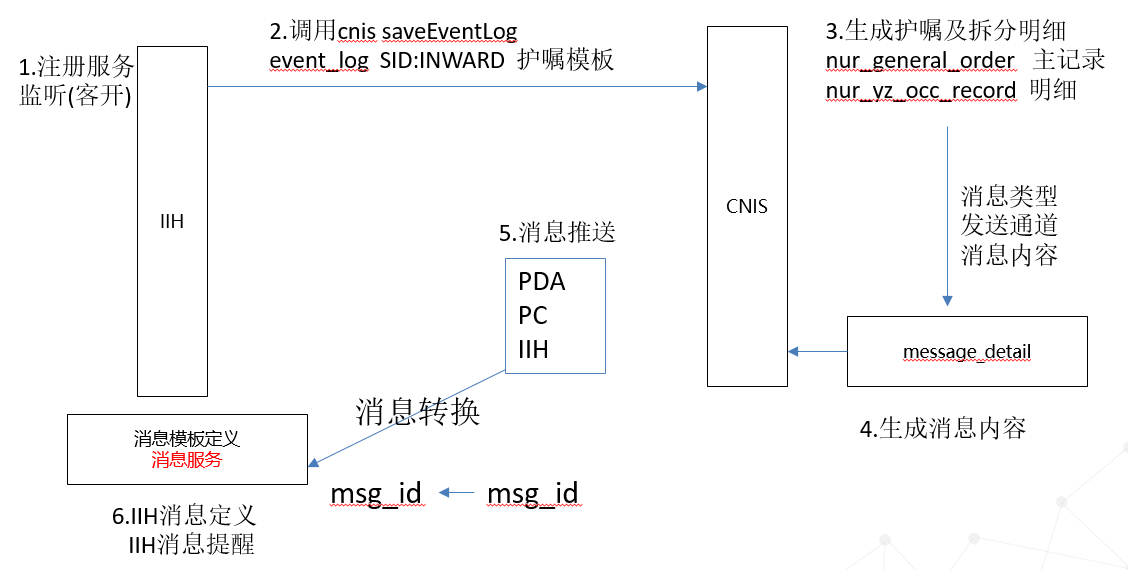 1.注册服务
监听(客开)
IIH
2.调用cnis saveEventLog
event_log SID:INWARD 护嘱模板
CNIS
3.生成护嘱及拆分明细
nur_general_order 主记录
nur_yz_occ_record 明细
消息类型
发送通道
消息内容
message_detail
4.生成消息内容
5.消息推送
PDA
PC
IIH
消息转换
消息模板定义
消息服务
msg_id
msg_id
6.IIH消息定义
IIH消息提醒